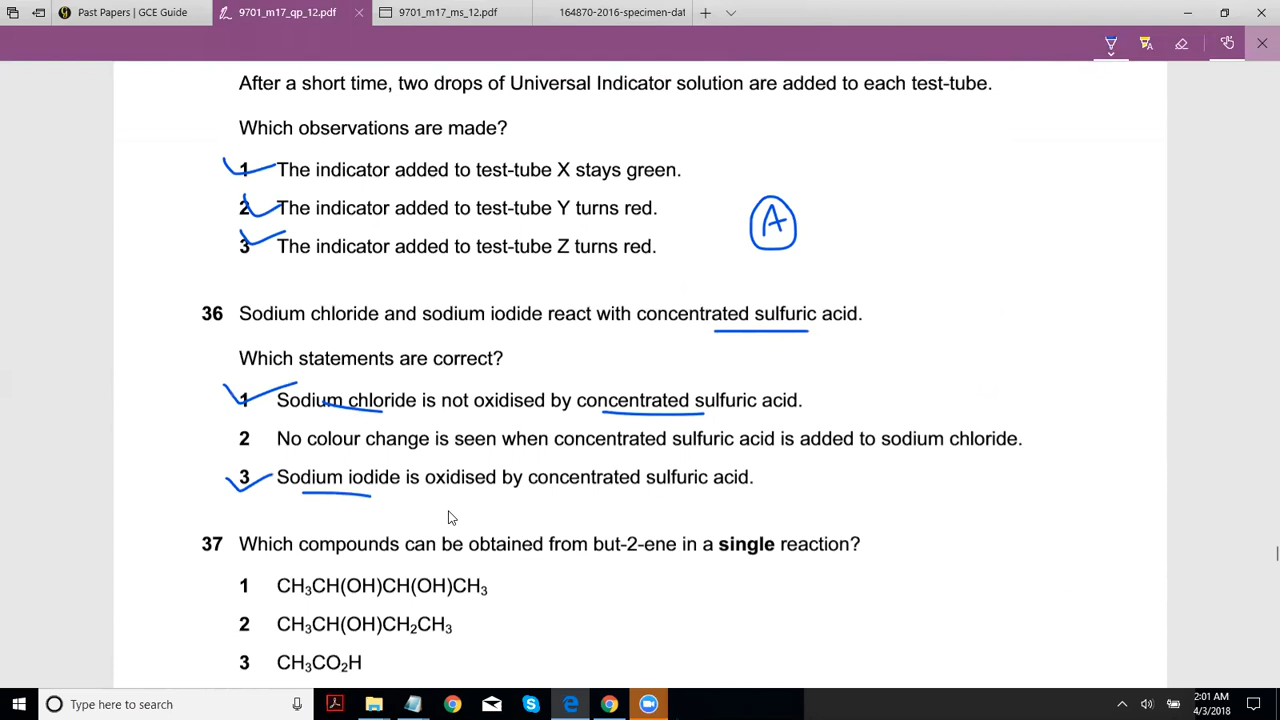 Past Papers | GCE Guide
9701_m17_qp_12.pdf
9701_m17_ms_12.pdf
164870-2016-specimen-dat
After a short time, two drops of Universal Indicator solution are added to each test-tube.
Which observations are made?
1 The indicator added to test-tube X stays green.
2 The indicator added to test-tube Y turns red.
3 The indicator added to test-tube Z turns red.
A
36 Sodium chloride and sodium iodide react with concentrated sulfuric acid.
Which statements are correct?
1 Sodium chloride is not oxidised by concentrated sulfuric acid.
2 No colour change is seen when concentrated sulfuric acid is added to sodium chloride.
3 Sodium iodide is oxidised by concentrated sulfuric acid.
37 Which compounds can be obtained from but-2-ene in a single reaction?
1 CH₃CH(OH)CH(OH)CH₃
2 CH₃CH(OH)CH₂CH₃
3 CH₃CO₂H
Type here to search
2:01 AM
4/3/2018